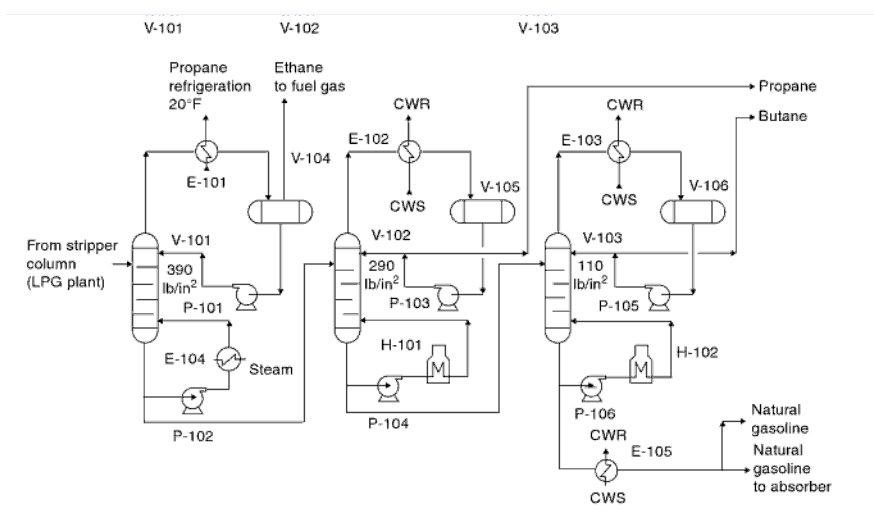 V-101
V-102
V-103
Propane
refrigeration
20°F
Ethane
to fuel gas
CWR
CWR
Propane
Butane
E-102
E-103
V-104
E-101
CWS
CWS
V-105
V-106
From stripper
column
(LPG plant)
V-101
390
lb/in²
P-101
V-102
290
lb/in²
P-103
V-103
110
lb/in²
P-105
E-104
Steam
H-101
H-102
P-102
P-104
P-106
CWR
E-105
CWS
Natural
gasoline
Natural
gasoline
to absorber
M
M